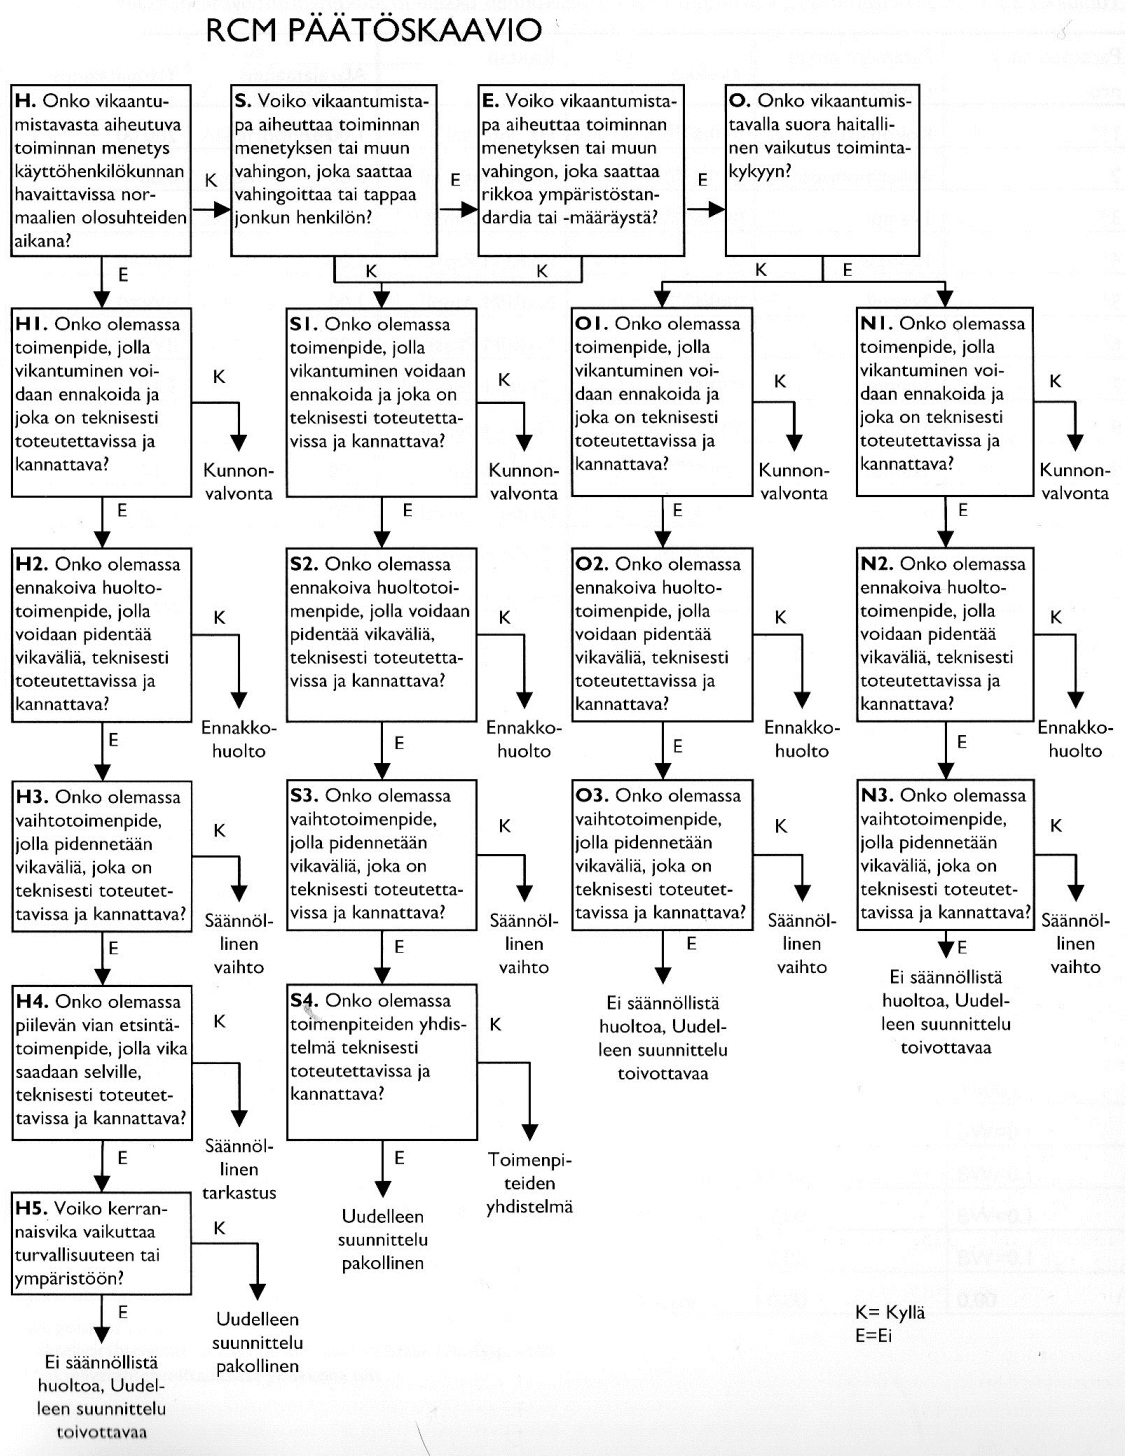 RCM PÄÄTÖSKAAVIO
H. Onko vikaantu-
mistavasta aiheutuva
toiminnan menetys
käyttöhenkilökunnan
havaittavissa nor-
maalien olosuhteiden
aikana?
K
S. Voiko vikaantumista-
pa aiheuttaa toiminnan
menetyksen tai muun
vahingon, joka saattaa
vahingoittaa tai tappaa
jonkun henkilön?
E
E. Voiko vikaantumista-
pa aiheuttaa toiminnan
menetyksen tai muun
vahingon, joka saattaa
rikkoa ympäristöstan-
dardia tai -määräystä?
E
O. Onko vikaantumis-
tavalla suora haitalli-
nen vaikutus toiminta-
kykyyn?
E
K
K
K
E
H1. Onko olemassa
toimenpide, jolla
vikantuminen voi-
daan ennakoida ja
joka on teknisesti
toteutettavissa ja
kannattava?
K
Kunnon-
valvonta
S1. Onko olemassa
toimenpide, jolla
vikantuminen voidaan
ennakoida ja joka on
teknisesti toteutetta-
vissa ja kannattava?
K
Kunnon-
valvonta
O1. Onko olemassa
toimenpide, jolla
vikantuminen voi-
daan ennakoida ja
joka on teknisesti
toteutettavissa ja
kannattava?
K
Kunnon-
valvonta
N1. Onko olemassa
toimenpide, jolla
vikantuminen voi-
daan ennakoida ja
joka on teknisesti
toteutettavissa ja
kannattava?
K
Kunnon-
valvonta
E
E
E
E
H2. Onko olemassa
ennakoiva huolto-
toimenpide, jolla
voidaan pidentää
vikaväliä, teknisesti
toteutettavissa ja
kannattava?
K
Ennakko-
huolto
S2. Onko olemassa
ennakoiva huoltotoi-
menpide, jolla voidaan
pidentää vikaväliä,
teknisesti toteutetta-
vissa ja kannattava?
K
Ennakko-
huolto
O2. Onko olemassa
ennakoiva huolto-
toimenpide, jolla
voidaan pidentää
vikaväliä, teknisesti
toteutettavissa ja
kannattava?
K
Ennakko-
huolto
N2. Onko olemassa
ennakoiva huolto-
toimenpide, jolla
voidaan pidentää
vikaväliä, teknisesti
toteutettavissa ja
kannattava?
K
Ennakko-
huolto
E
E
E
E
H3. Onko olemassa
vaihtotoimenpide,
jolla pidennetään
vikaväliä, joka on
teknisesti toteutet-
tavissa ja kannattava?
K
Säännöl-
linen
vaihto
S3. Onko olemassa
vaihtotoimenpide,
jolla pidennetään
vikaväliä, joka on
teknisesti toteutetta-
vissa ja kannattava?
K
Säännöl-
linen
vaihto
O3. Onko olemassa
vaihtotoimenpide,
jolla pidennetään
vikaväliä, joka on
teknisesti toteutet-
tavissa ja kannattava?
K
Säännöl-
linen
vaihto
N3. Onko olemassa
vaihtotoimenpide,
jolla pidennetään
vikaväliä, joka on
teknisesti toteutet-
tavissa ja kannattava?
K
Säännöl-
linen
vaihto
E
E
E
E
H4. Onko olemassa
piilevän vian etsintä-
toimenpide, jolla vika
saadaan selville,
teknisesti toteutet-
tavissa ja kannattava?
K
Säännöl-
linen
tarkastus
S4. Onko olemassa
toimenpiteiden yhdis-
telmä teknisesti
toteutettavissa ja
kannattava?
K
Toimenpi-
teiden
yhdistelmä
Ei säännöllistä
huoltoa, Uudel-
leen suunnittelu
toivottavaa
Ei säännöllistä
huoltoa, Uudel-
leen suunnittelu
toivottavaa
E
E
H5. Voiko kerran-
naisvika vaikuttaa
turvallisuuteen tai
ympäristöön?
K
Uudelleen
suunnittelu
pakollinen
Uudelleen
suunnittelu
pakollinen
E
Ei säännöllistä
huoltoa, Uudel-
leen suunnittelu
toivottavaa
K= Kyllä
E=Ei